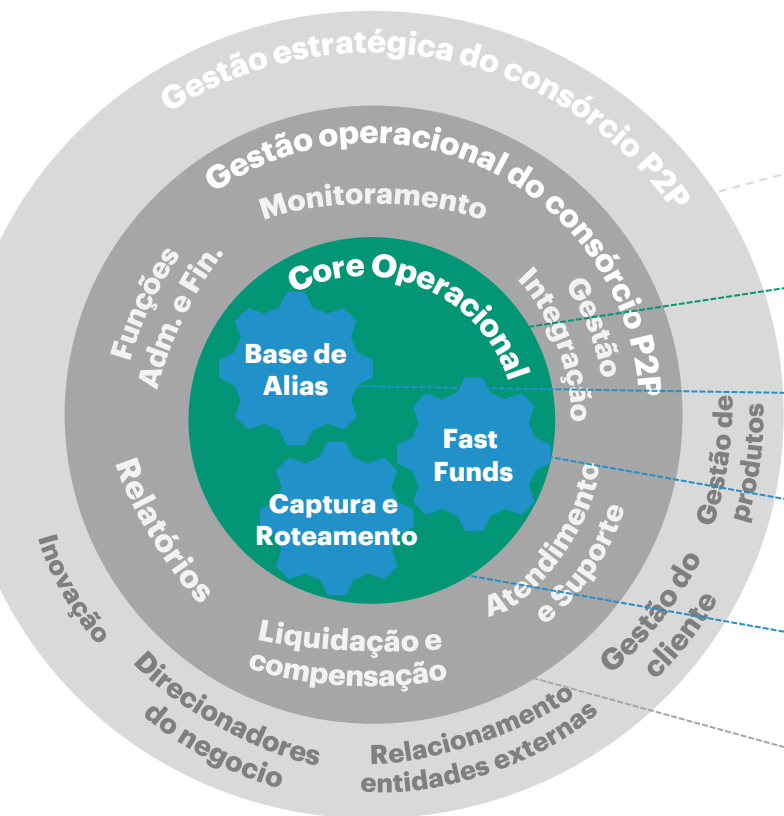 Gestão estratégica do consórcio P2P
Gestão operacional do consórcio P2P
Monitoramento
Funções
Adm. e Fin.
Gestão
Integração
Core Operacional
Base de
Alias
Fast
Funds
Captura e
Roteamento
Gestão de
produtos
Relatórios
Atendimento
e Suporte
Inovação
Gestão do
cliente
Liquidação e
compensação
Direcionadores
do negocio
Relacionamento
entidades externas